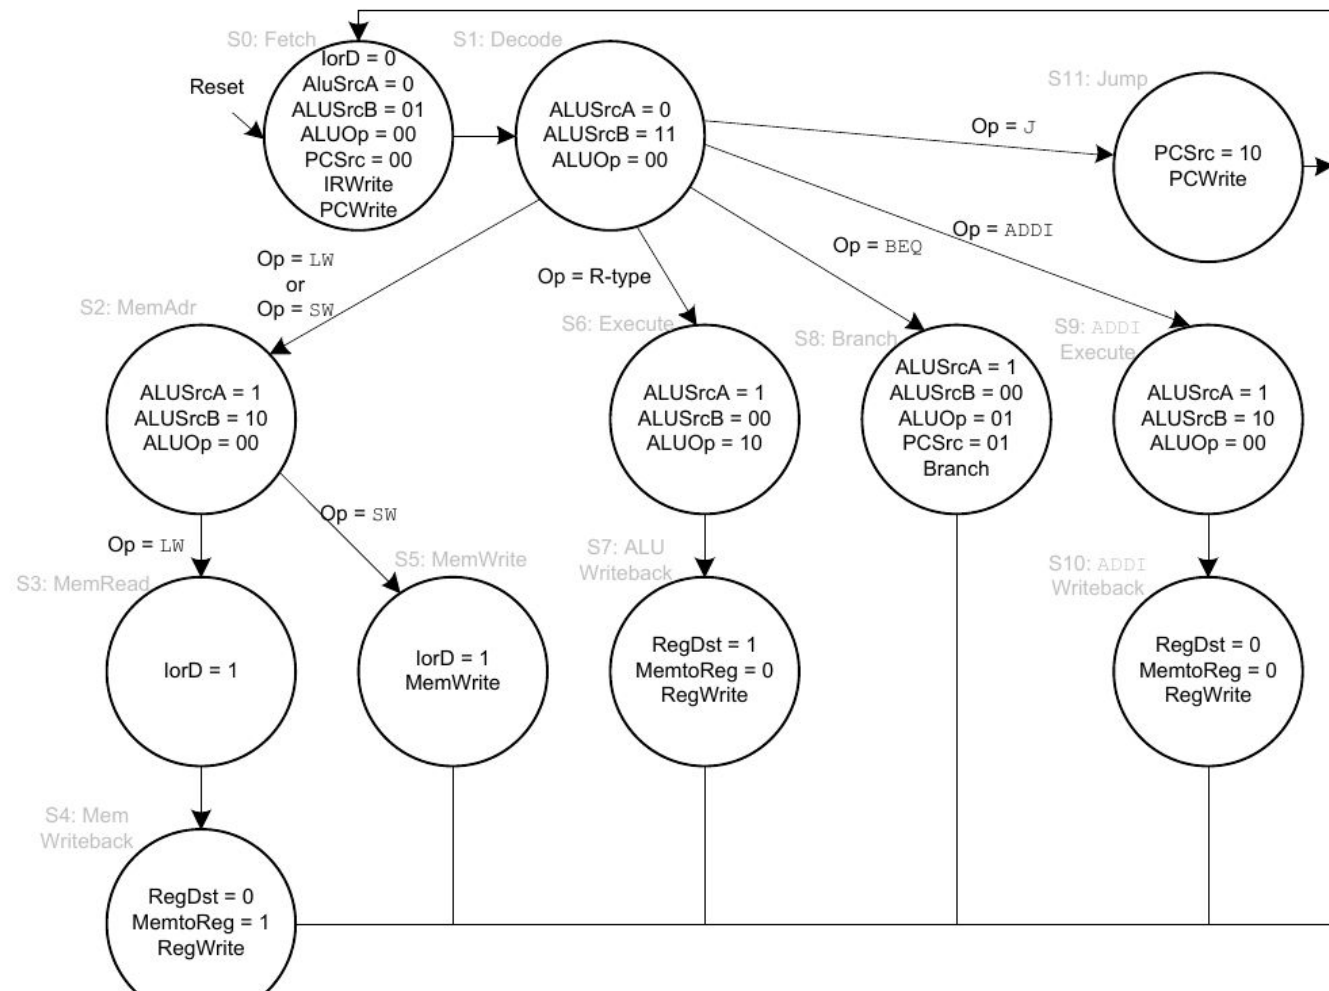 S0: Fetch
IorD = 0
AluSrcA = 0
ALUSrcB = 01
ALUOp = 00
PCSrc = 00
IRWrite
PCWrite
Reset
S1: Decode
ALUSrcA = 0
ALUSrcB = 11
ALUOp = 00
S11: Jump
Op = J
PCSrc = 10
PCWrite
Op = LW
or
Op = SW
Op = R-type
Op = BEQ
Op = ADDI
S2: MemAdr
ALUSrcA = 1
ALUSrcB = 10
ALUOp = 00
S6: Execute
ALUSrcA = 1
ALUSrcB = 00
ALUOp = 10
S8: Branch
ALUSrcA = 1
ALUSrcB = 00
ALUOp = 01
PCSrc = 01
Branch
S9: ADDI
Execute
ALUSrcA = 1
ALUSrcB = 10
ALUOp = 00
Op = LW
Op = SW
S3: MemRead
IorD = 1
S5: MemWrite
IorD = 1
MemWrite
S7: ALU
Writeback
RegDst = 1
MemtoReg = 0
RegWrite
S10: ADDI
Writeback
RegDst = 0
MemtoReg = 0
RegWrite
S4: Mem
Writeback
RegDst = 0
MemtoReg = 1
RegWrite